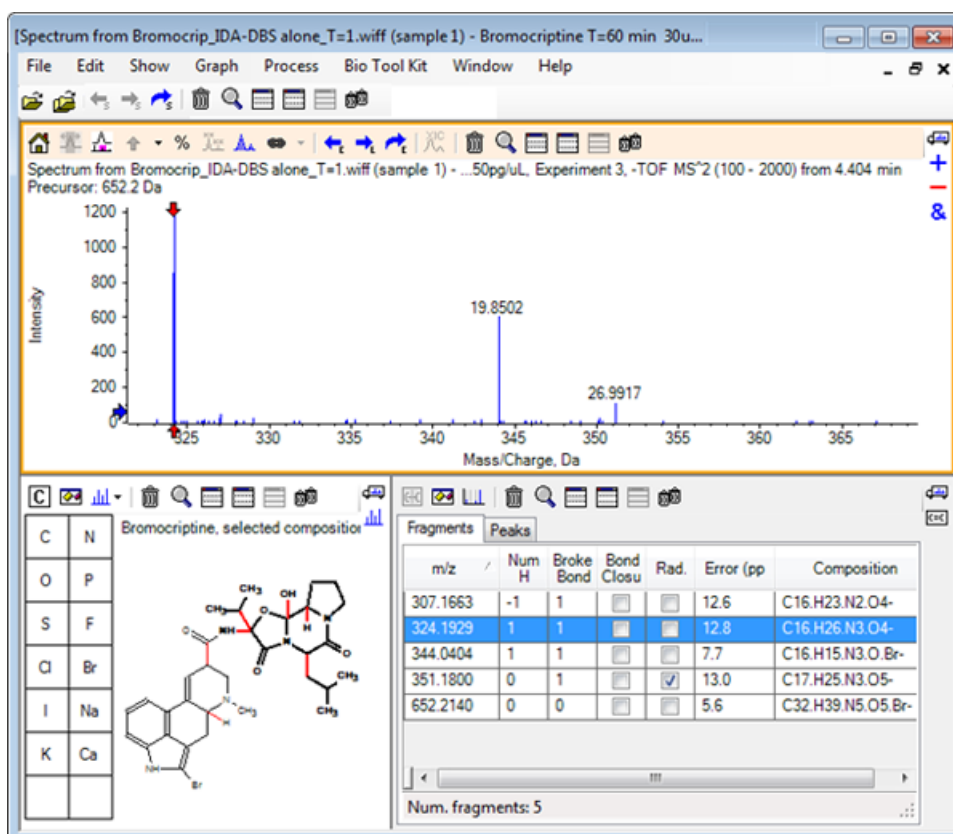 [Spectrum from Bromocrip_IDA-DBS alone_T=1.wiff (sample 1) - Bromocriptine T=60 min 30u...
File Edit Show Graph Process Bio Tool Kit Window Help
Spectrum from Bromocrip_IDA-DBS alone_T=1.wiff (sample 1) - ...50pg/uL, Experiment 3, -TOF MS^2 (100 - 2000) from 4.404 min
Precursor: 652.2 Da
1200
1000
800
600
400
200
0
Intensity
19.8502
26.9917
325 330 335 340 345 350 355 360 365
Mass/Charge, Da
C N
O P
S F
Cl Br
I Na
K Ca
Bromocriptine, selected composition
CH3
CH3
OH
O
H
N
O
NH
O
N
O
CH3
CH3
N
CH3
H
NH
Br
Fragments Peaks
m/z Num H Broke Bond Bond Closu Rad. Error (pp Composition
307.1663 -1 1 12.6 C16.H23.N2.O4-
324.1929 1 1 12.8 C16.H26.N3.O4-
344.0404 1 1 7.7 C16.H15.N3.O.Br-
351.1800 0 1 13.0 C17.H25.N3.O5-
652.2140 0 0 5.6 C32.H39.N5.O5.Br-
Num. fragments: 5